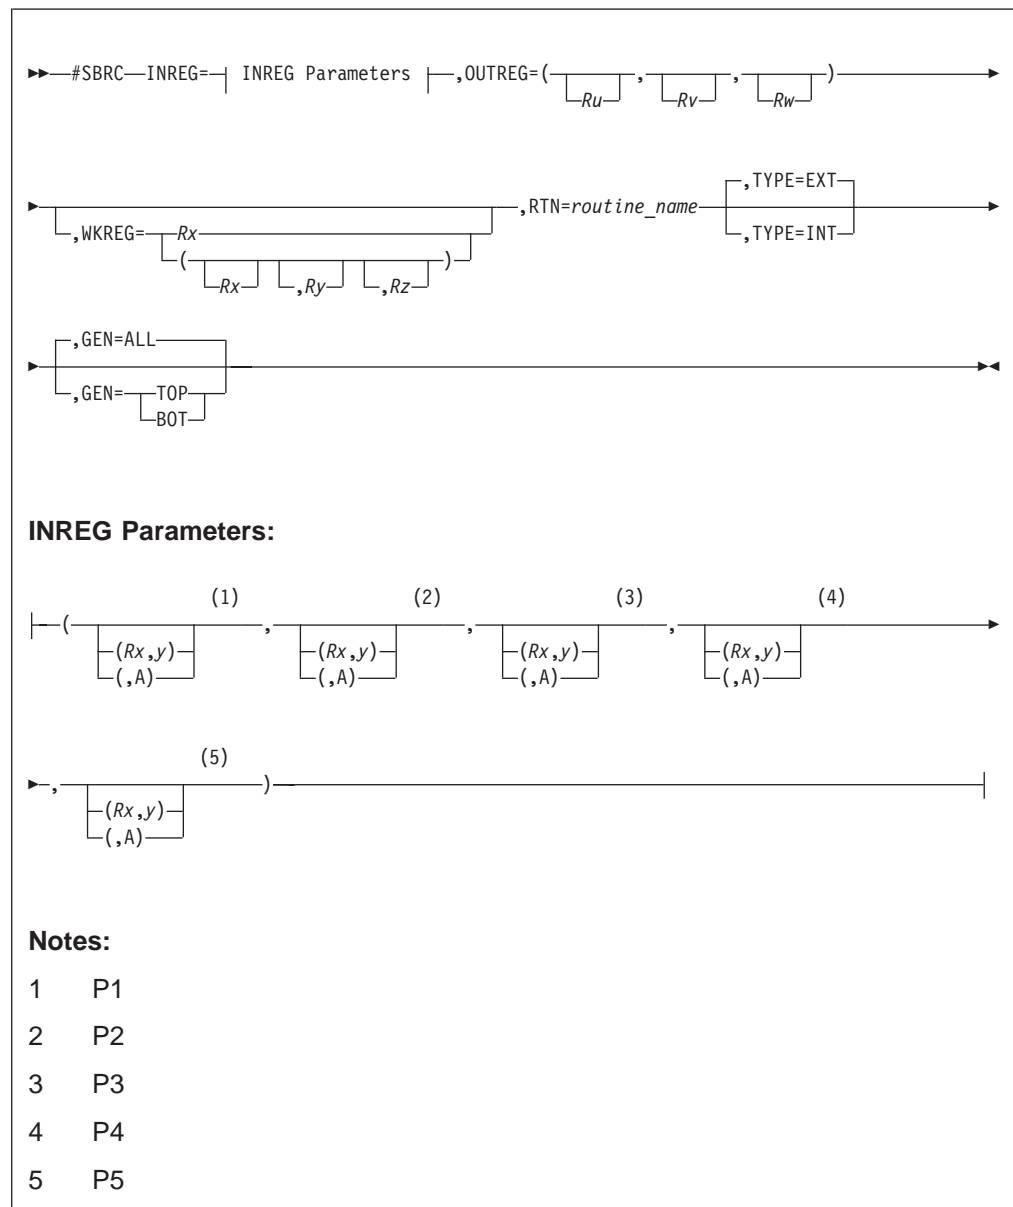 #SBRC INREG= INREG Parameters ,OUTREG=( , , )
Ru Rv Rw
,TYPE=EXT
,RTN=routine_name
,WKREG= Rx ,TYPE=INT
( )
Rx ,Ry ,Rz
,GEN=ALL
,GEN= TOP
BOT
INREG Parameters:
(1) (2) (3) (4)
( , , ,
(Rx,y) (Rx,y) (Rx,y) (Rx,y)
(,A) (,A) (,A) (,A)
(5)
, )
(Rx,y)
(,A)
Notes:
1 P1
2 P2
3 P3
4 P4
5 P5